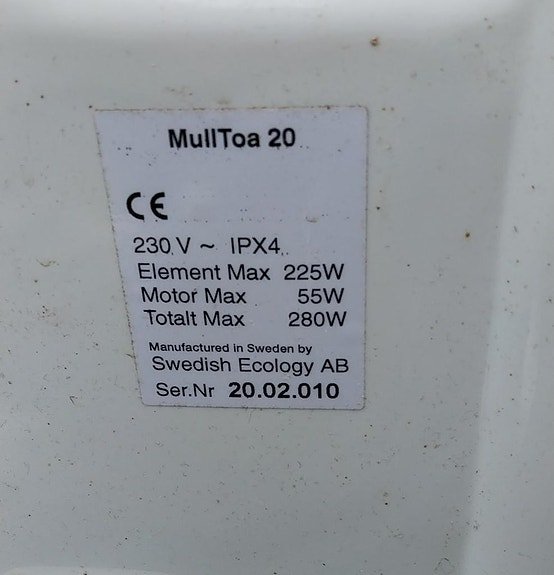 MullToa 20
CE
230 V ~ IPX4
Element Max 225W
Motor Max 55W
Totalt Max 280W
Manufactured in Sweden by
Swedish Ecology AB
Ser.Nr 20.02.010